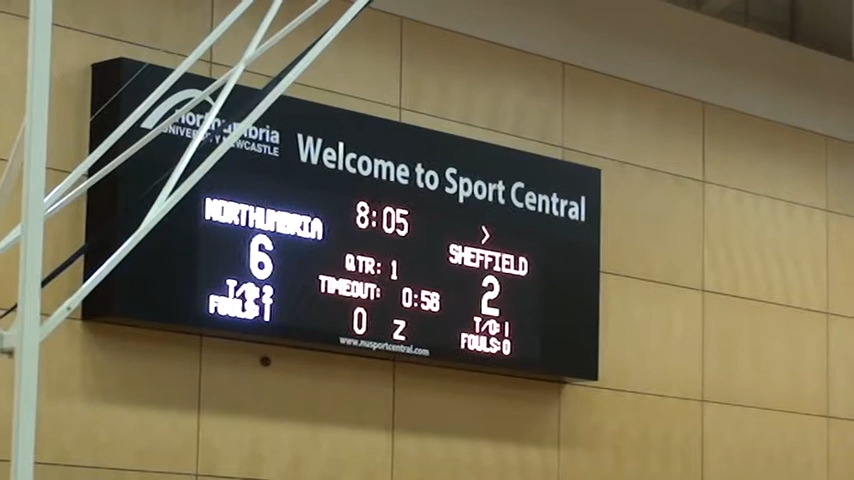 northumbria
UNIVERSITY NEWCASTLE
Welcome to Sport Central
NORTHUMBRIA
8:05
>
SHEFFIELD
6
QTR: 1
2
TIMEOUT: 0:58
T/O: 2
FOULS: 1
0 Z
T/O: 1
FOULS: 0
www.nusportcentral.com